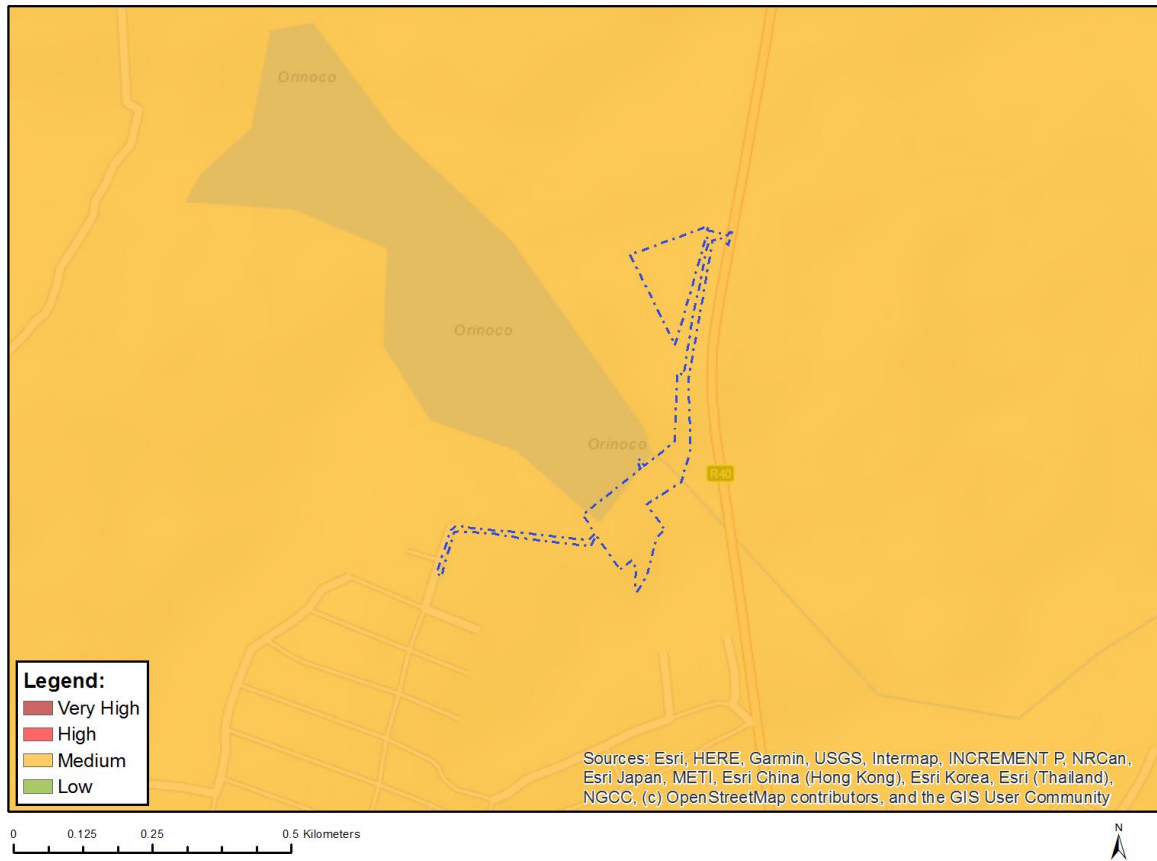 Orinoco
Orinoco
Orinoco
R40
Legend:
Very High
High
Medium
Low
Sources: Esri, HERE, Garmin, USGS, Intermap, INCREMENT P, NRCan,
Esri Japan, METI, Esri China (Hong Kong), Esri Korea, Esri (Thailand),
NGCC, (c) OpenStreetMap contributors, and the GIS User Community
0 0.125 0.25 0.5 Kilometers
N